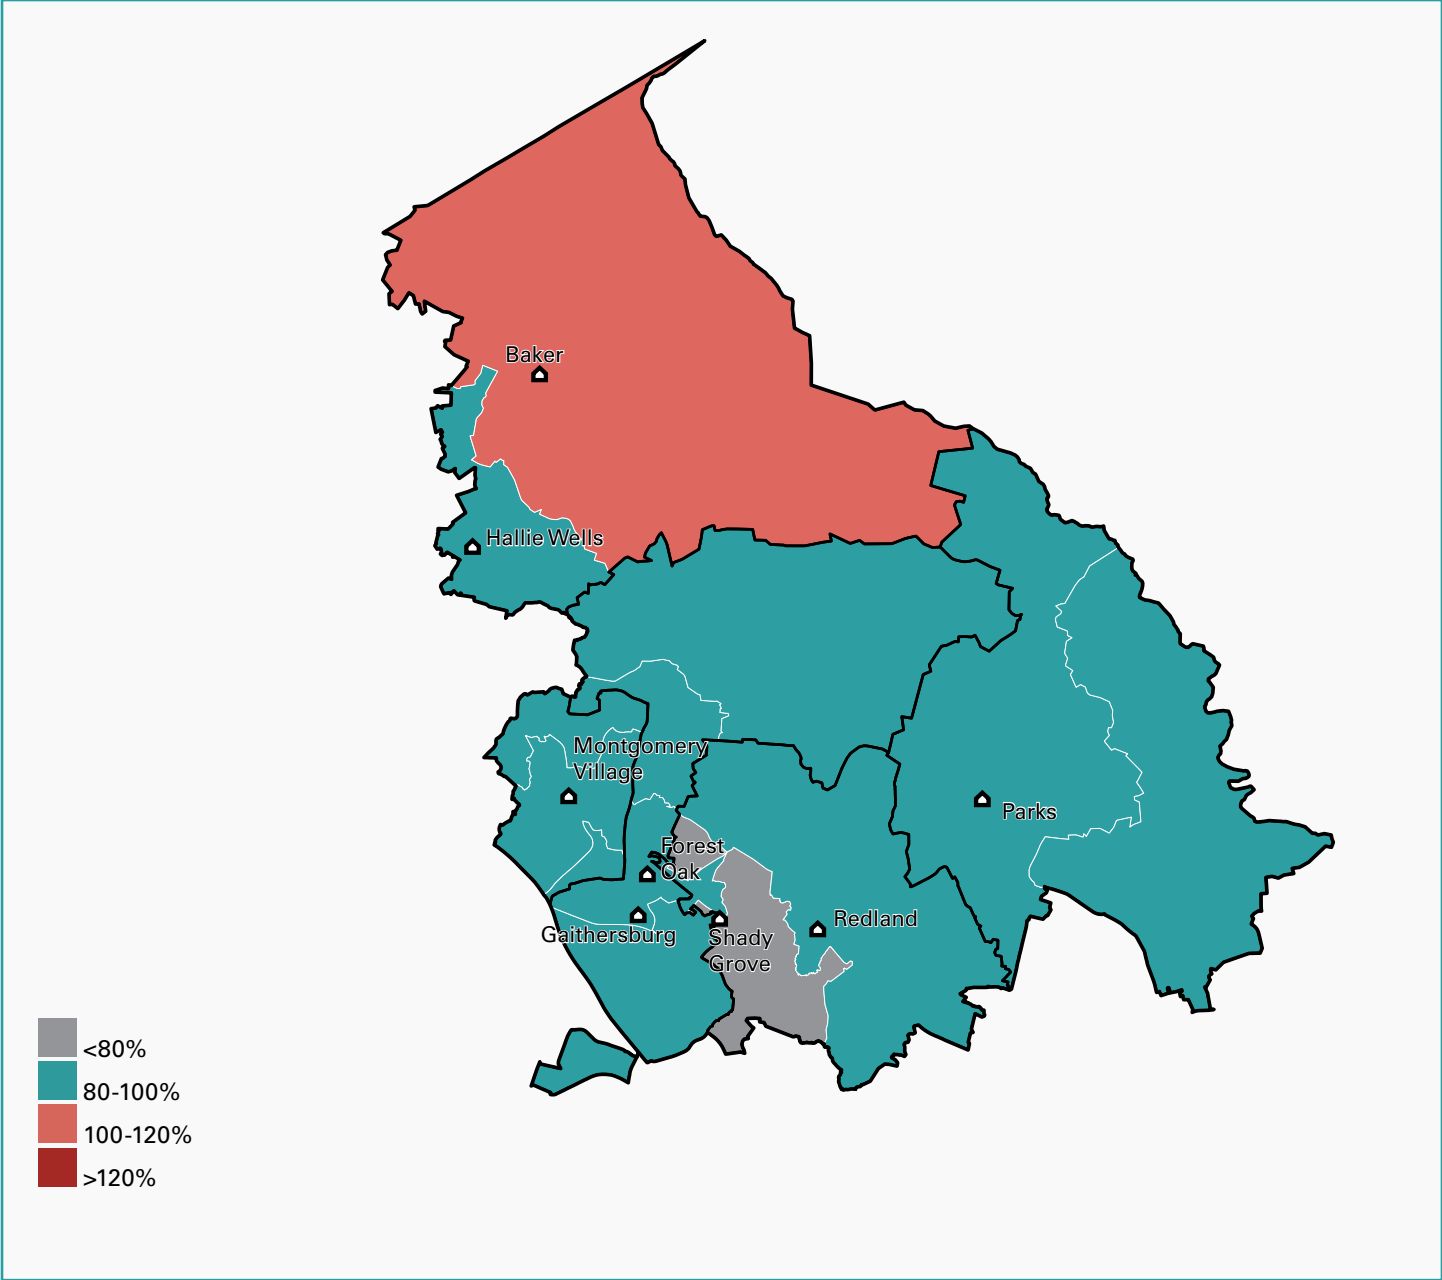 Baker
Hallie Wells
Montgomery
Village
Parks
Forest
Oak
Redland
Gaithersburg
Shady
Grove
<80%
80-100%
100-120%
>120%